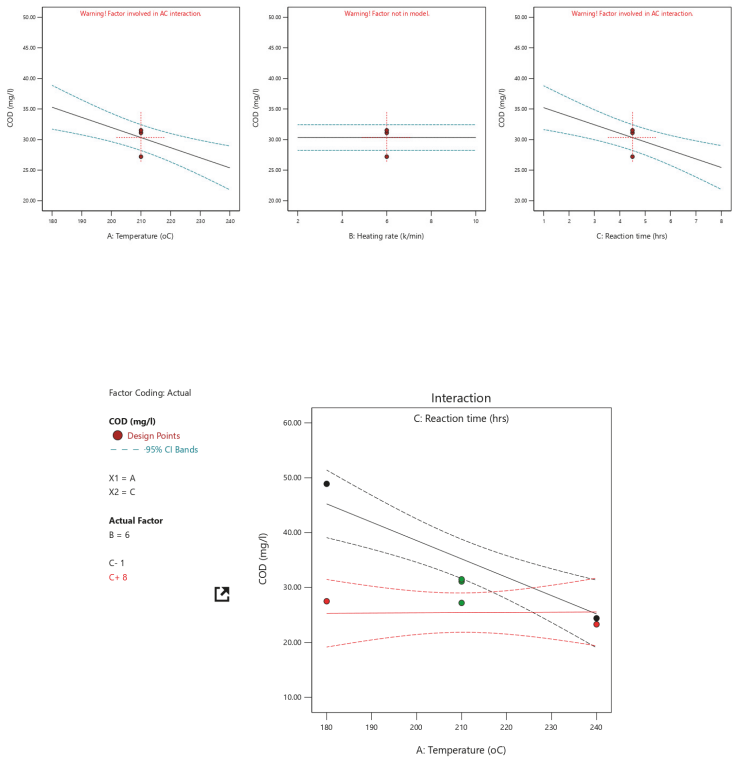 Warning! Factor involved in AC interaction.
50.00
45.00
40.00
35.00
30.00
25.00
20.00
COD (mg/l)
180
190
200
210
220
230
240
A: Temperature (oC)
Warning! Factor not in model.
50.00
45.00
40.00
35.00
30.00
25.00
20.00
COD (mg/l)
2
4
6
8
10
B: Heating rate (k/min)
Warning! Factor involved in AC interaction.
50.00
45.00
40.00
35.00
30.00
25.00
20.00
COD (mg/l)
1
2
3
4
5
6
7
8
C: Reaction time (hrs)
Factor Coding: Actual
COD (mg/l)
Design Points
95% CI Bands
X1 = A
X2 = C
Actual Factor
B = 6
C- 1
C+ 8
Interaction
C: Reaction time (hrs)
60.00
50.00
40.00
30.00
20.00
10.00
COD (mg/l)
180
190
200
210
220
230
240
A: Temperature (oC)